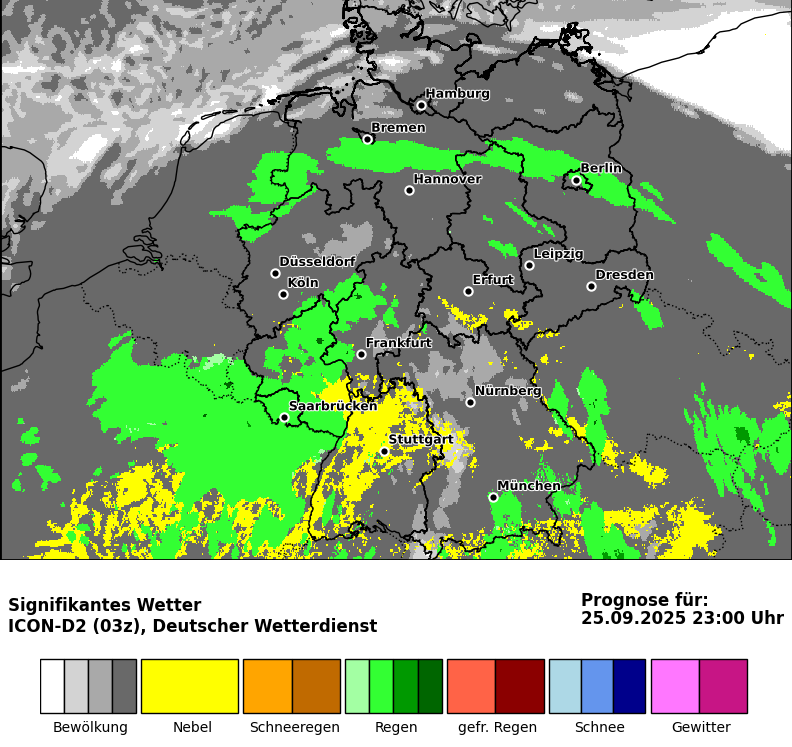 Hamburg
Bremen
Berlin
Hannover
Leipzig
Düsseldorf
Dresden
Erfurt
Köln
Frankfurt
Nürnberg
Saarbrücken
Stuttgart
München
Signifikantes Wetter
ICON-D2 (03z), Deutscher Wetterdienst
Prognose für:
25.09.2025 23:00 Uhr
Bewölkung Nebel Schneeregen Regen gefr. Regen Schnee Gewitter